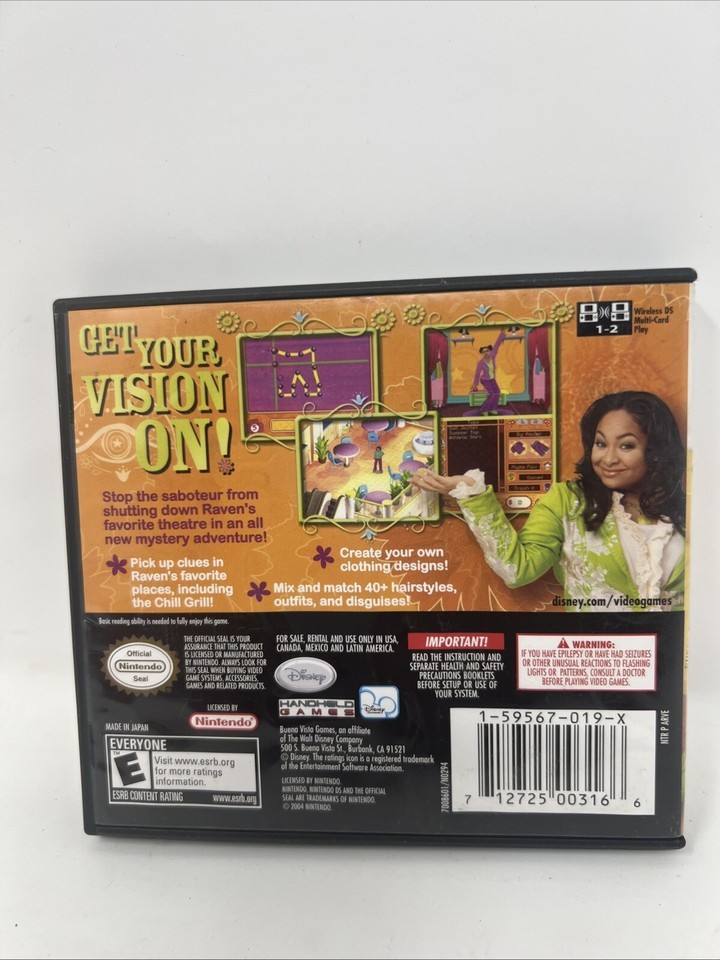 GET YOUR
VISION
ON!
1-2
Wireless DS
Multi-Card
Play
Stop the saboteur from
shutting down Raven's
favorite theatre in an all
new mystery adventure!
Pick up clues in
Raven's favorite
places, including
the Chill Grill!
Create your own
clothing designs!
Mix and match 40+ hairstyles,
outfits, and disguises!
disney.com/videogames
Basic reading ability is needed to fully enjoy this game.
Official
Nintendo
Seal
THE OFFICIAL SEAL IS YOUR
ASSURANCE THAT THIS PRODUCT
IS LICENSED OR MANUFACTURED
BY NINTENDO. ALWAYS LOOK FOR
THIS SEAL WHEN BUYING VIDEO
GAME SYSTEMS, ACCESSORIES,
GAMES AND RELATED PRODUCTS.
LICENSED BY
Nintendo
MADE IN JAPAN
EVERYONE
E
Visit www.esrb.org
for more ratings
information.
ESRB CONTENT RATING www.esrb.org
FOR SALE, RENTAL AND USE ONLY IN USA,
CANADA, MEXICO AND LATIN AMERICA.
Disney
HANDHELD
GAMES
Disney
Buena Vista Games, an affiliate
of The Walt Disney Company
500 S. Buena Vista St., Burbank, CA 91521
© Disney. The ratings icon is a registered trademark
of the Entertainment Software Association.
LICENSED BY NINTENDO.
NINTENDO, NINTENDO DS AND THE OFFICIAL
SEAL ARE TRADEMARKS OF NINTENDO.
© 2004 NINTENDO.
IMPORTANT!
READ THE INSTRUCTION AND
SEPARATE HEALTH AND SAFETY
PRECAUTIONS BOOKLETS
BEFORE SETUP OR USE OF
YOUR SYSTEM.
WARNING:
IF YOU HAVE EPILEPSY OR HAVE HAD SEIZURES
OR OTHER UNUSUAL REACTIONS TO FLASHING
LIGHTS OR PATTERNS, CONSULT A DOCTOR
BEFORE PLAYING VIDEO GAMES.
7008601/N0294
1-59567-019-X
7 12725 00316 6
NTR P ARVE